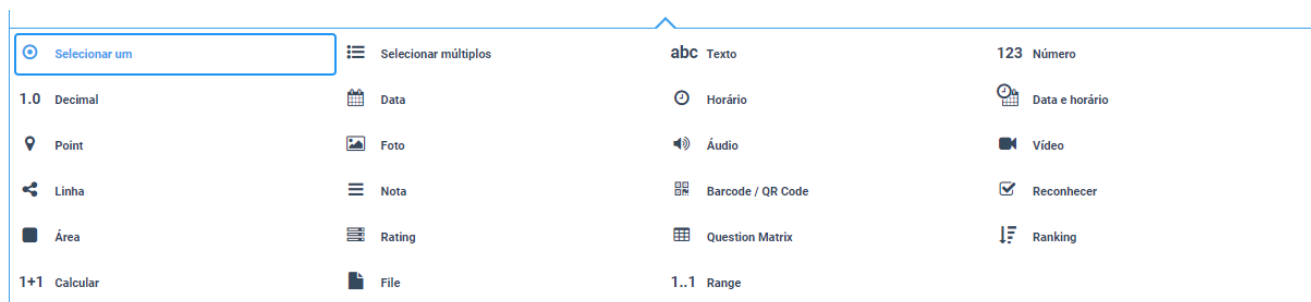 Selecionar um Selecionar múltiplos abc Texto 123 Número
1.0 Decimal Data Horário Data e horário
Point Foto Áudio Vídeo
Linha Nota Barcode / QR Code Reconhecer
Área Rating Question Matrix Ranking
1+1 Calcular File 1..1 Range